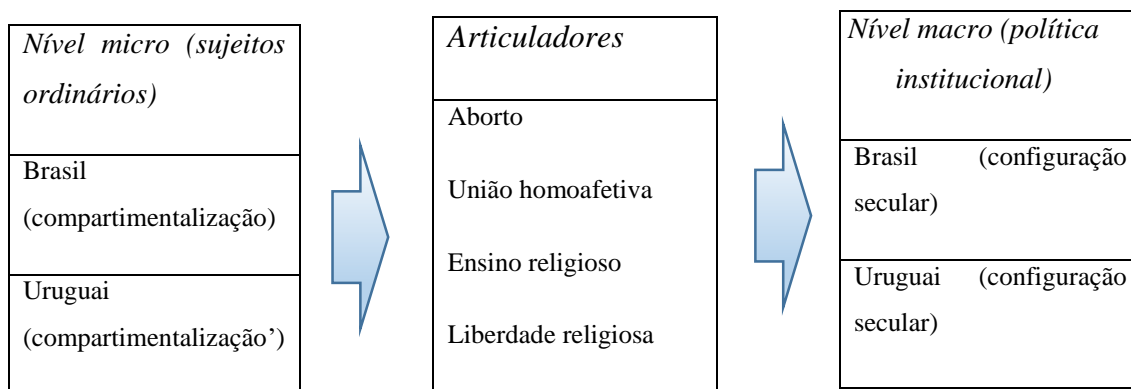 Nível micro (sujeitos
ordinários)
Brasil
(compartimentalização)
Uruguai
(compartimentalização’)
Articuladores
Aborto
União homoafetiva
Ensino religioso
Liberdade religiosa
Nível macro (política
institucional)
Brasil (configuração
secular)
Uruguai (configuração
secular)